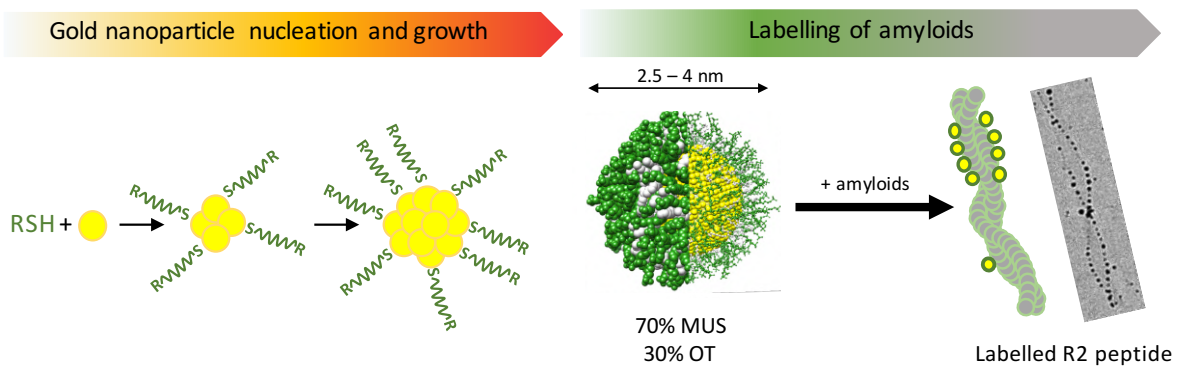 Gold nanoparticle nucleation and growth
Labelling of amyloids
2.5 – 4 nm
RSH +
R S
S R
R S
S R
R S
R S
R S
S R
R S
S R
S R
S R
+ amyloids
70% MUS
30% OT
Labelled R2 peptide